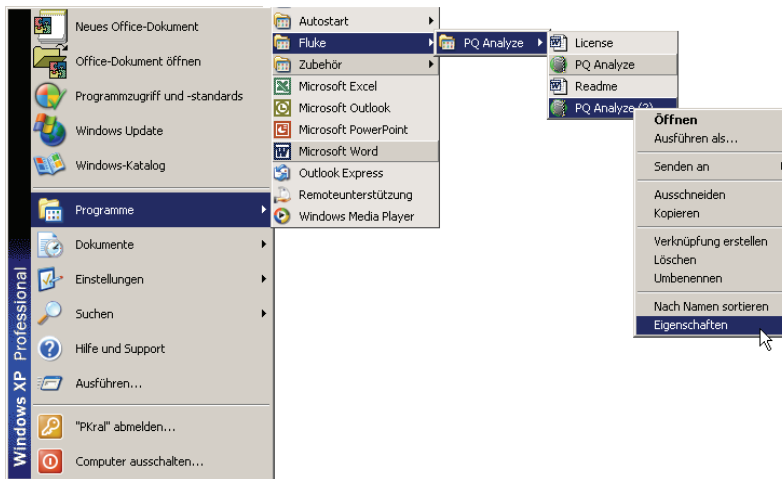 Neues Office-Dokument
Office-Dokument öffnen
Programmzugriff und -standards
Windows Update
Windows-Katalog
Programme
Dokumente
Einstellungen
Suchen
Hilfe und Support
Ausführen...
"PKral" abmelden...
Computer ausschalten...
Windows XP Professional
Autostart
Fluke
Zubehör
Microsoft Excel
Microsoft Outlook
Microsoft PowerPoint
Microsoft Word
Outlook Express
Remoteunterstützung
Windows Media Player
PQ Analyze
License
PQ Analyze
Readme
PQ Analyze (2)
Öffnen
Ausführen als...
Senden an
Ausschneiden
Kopieren
Verknüpfung erstellen
Löschen
Umbenennen
Nach Namen sortieren
Eigenschaften